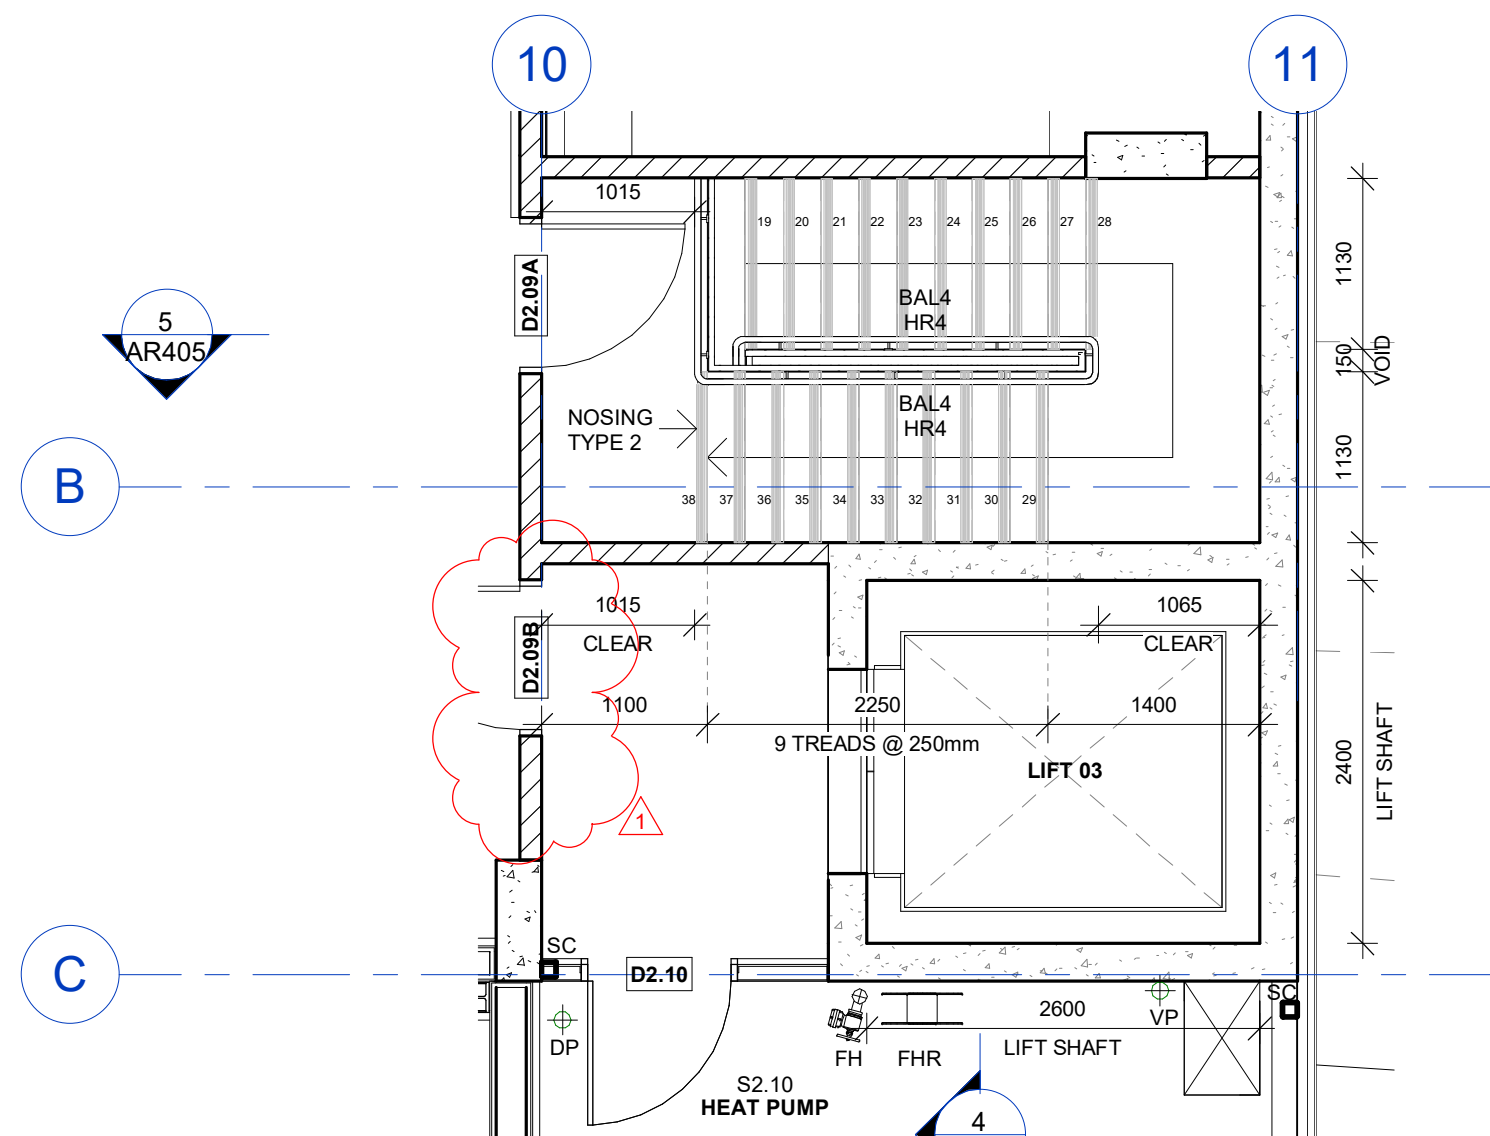 10
11
1015
19 20 21 22 23 24 25 26 27 28
1130
D2.09A
BAL4
HR4
5
AR405
150
VOID
BAL4
HR4
NOSING
TYPE 2
1130
B
38 37 36 35 34 33 32 31 30 29
1015
CLEAR
1065
CLEAR
D2.09B
1100
2250
1400
9 TREADS @ 250mm
LIFT 03
2400
LIFT SHAFT
1
SC
C
D2.10
SC
2600
VP
DP
FH
FHR
LIFT SHAFT
S2.10
HEAT PUMP
4